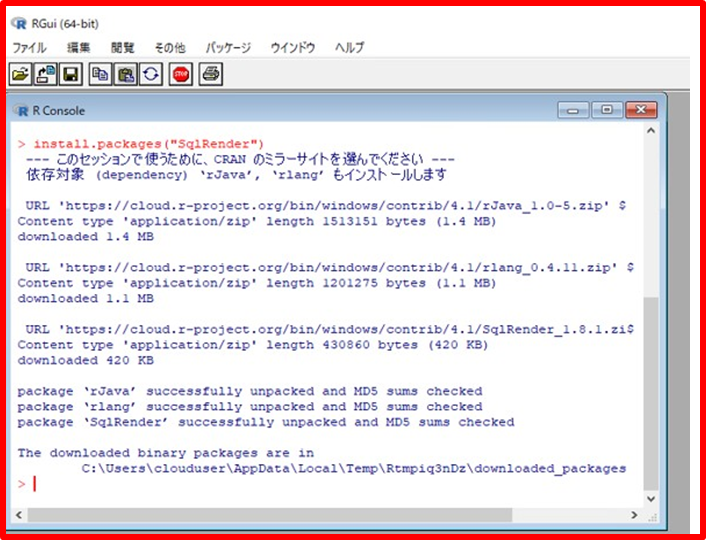 RGui (64-bit)
ファイル 編集 閲覧 その他 パッケージ ウインドウ ヘルプ
STOP
R Console
> install.packages("SqlRender")
--- このセッションで使うために、CRAN のミラーサイトを選んでください ---
依存対象 (dependency) ‘rJava’, ‘rlang’ もインストールします
URL 'https://cloud.r-project.org/bin/windows/contrib/4.1/rJava_1.0-5.zip' $
Content type 'application/zip' length 1513151 bytes (1.4 MB)
downloaded 1.4 MB
URL 'https://cloud.r-project.org/bin/windows/contrib/4.1/rlang_0.4.11.zip' $
Content type 'application/zip' length 1201275 bytes (1.1 MB)
downloaded 1.1 MB
URL 'https://cloud.r-project.org/bin/windows/contrib/4.1/SqlRender_1.8.1.zi$
Content type 'application/zip' length 430860 bytes (420 KB)
downloaded 420 KB
package ‘rJava’ successfully unpacked and MD5 sums checked
package ‘rlang’ successfully unpacked and MD5 sums checked
package ‘SqlRender’ successfully unpacked and MD5 sums checked
The downloaded binary packages are in
C:\Users\clouduser\AppData\Local\Temp\Rtmpiq3nDz\downloaded_packages
>